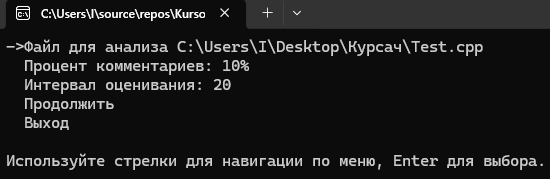 C:\Users\I\source\repos\Kurso
->Файл для анализа C:\Users\I\Desktop\Курсач\Test.cpp
Процент комментариев: 10%
Интервал оценивания: 20
Продолжить
Выход
Используйте стрелки для навигации по меню, Enter для выбора.